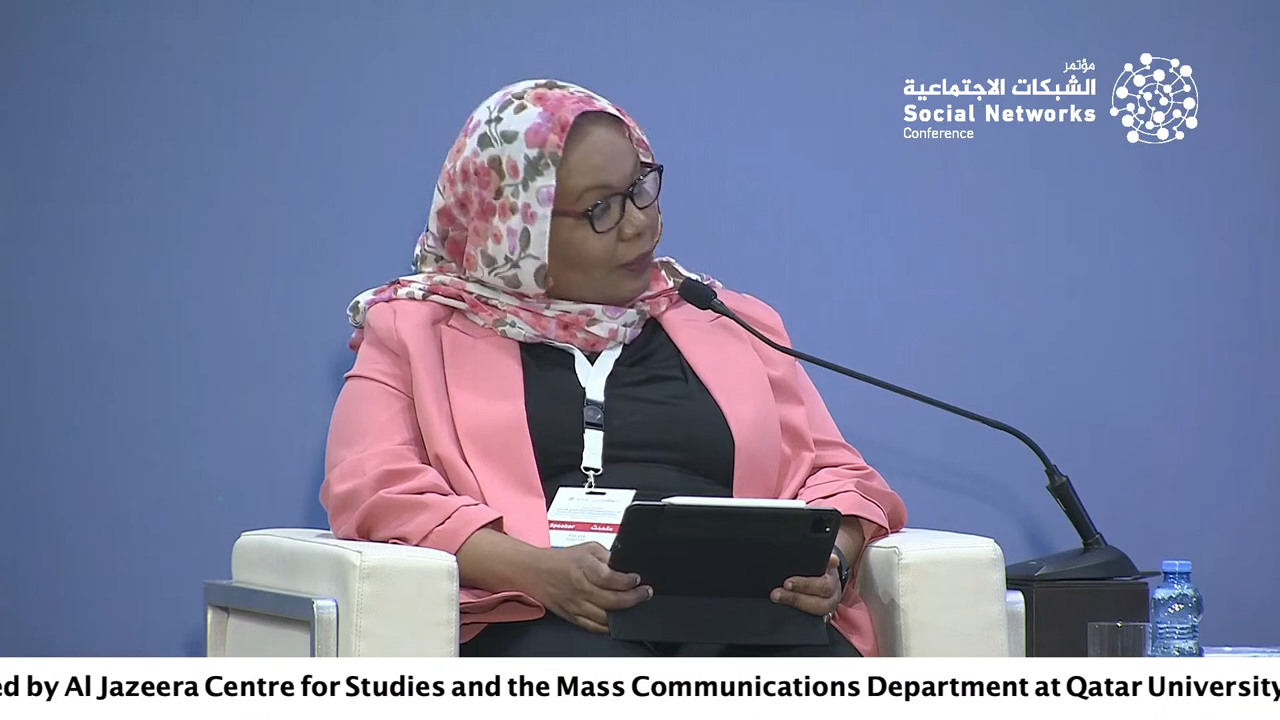 مؤتمر
الشبكات الاجتماعية
Social Networks
Conference
Speaker متحدث
ed by Al Jazeera Centre for Studies and the Mass Communications Department at Qatar University